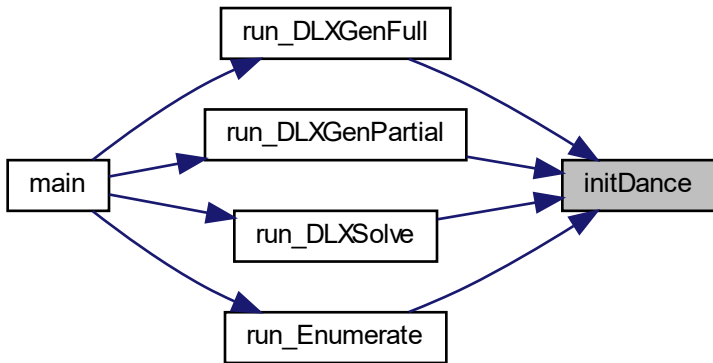 run_DLXGenFull
run_DLXGenPartial
main
initDance
run_DLXSolve
run_Enumerate